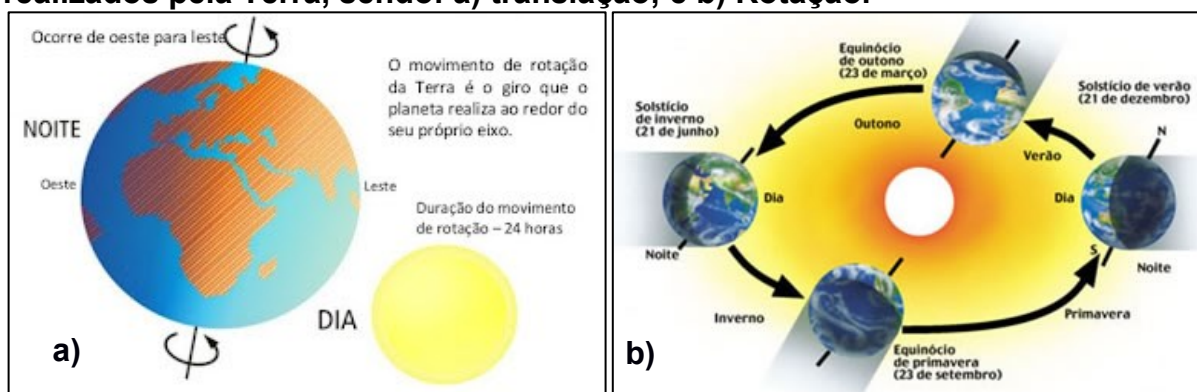 realizados pela Terra, sendo: a) translação; e b) Rotação.
Ocorre de oeste para leste
O movimento de rotação
da Terra é o giro que o
planeta realiza ao redor do
seu próprio eixo.
NOITE
Oeste
Leste
Duração do movimento
de rotação – 24 horas
DIA
a)
Equinócio
de outono
(23 de março)
Solstício de verão
(21 de dezembro)
Solstício
de inverno
(21 de junho)
Outono
Verão
N
Dia
Dia
Noite
S
Noite
Inverno
Primavera
Equinócio
de primavera
(23 de setembro)
b)